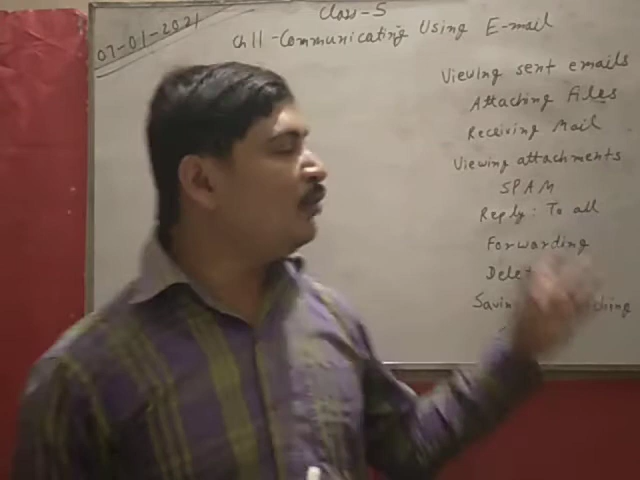 07-01-2021
Class-5
Ch11-Communicating Using E-mail
Viewing sent emails
Attaching Files
Receiving Mail
Viewing attachments
SPAM
Reply: To all
Forwarding